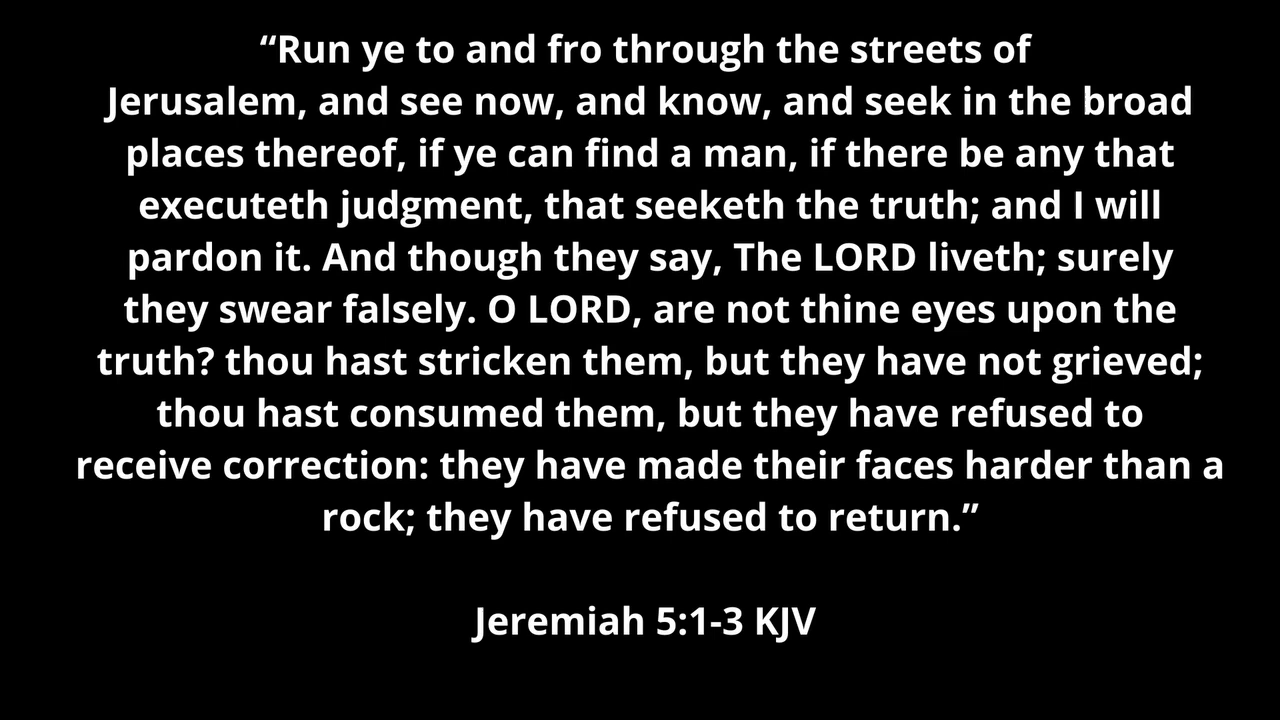 “Run ye to and fro through the streets of
Jerusalem, and see now, and know, and seek in the broad
places thereof, if ye can find a man, if there be any that
executeth judgment, that seeketh the truth; and I will
pardon it. And though they say, The LORD liveth; surely
they swear falsely. O LORD, are not thine eyes upon the
truth? thou hast stricken them, but they have not grieved;
thou hast consumed them, but they have refused to
receive correction: they have made their faces harder than a
rock; they have refused to return.”
Jeremiah 5:1-3 KJV